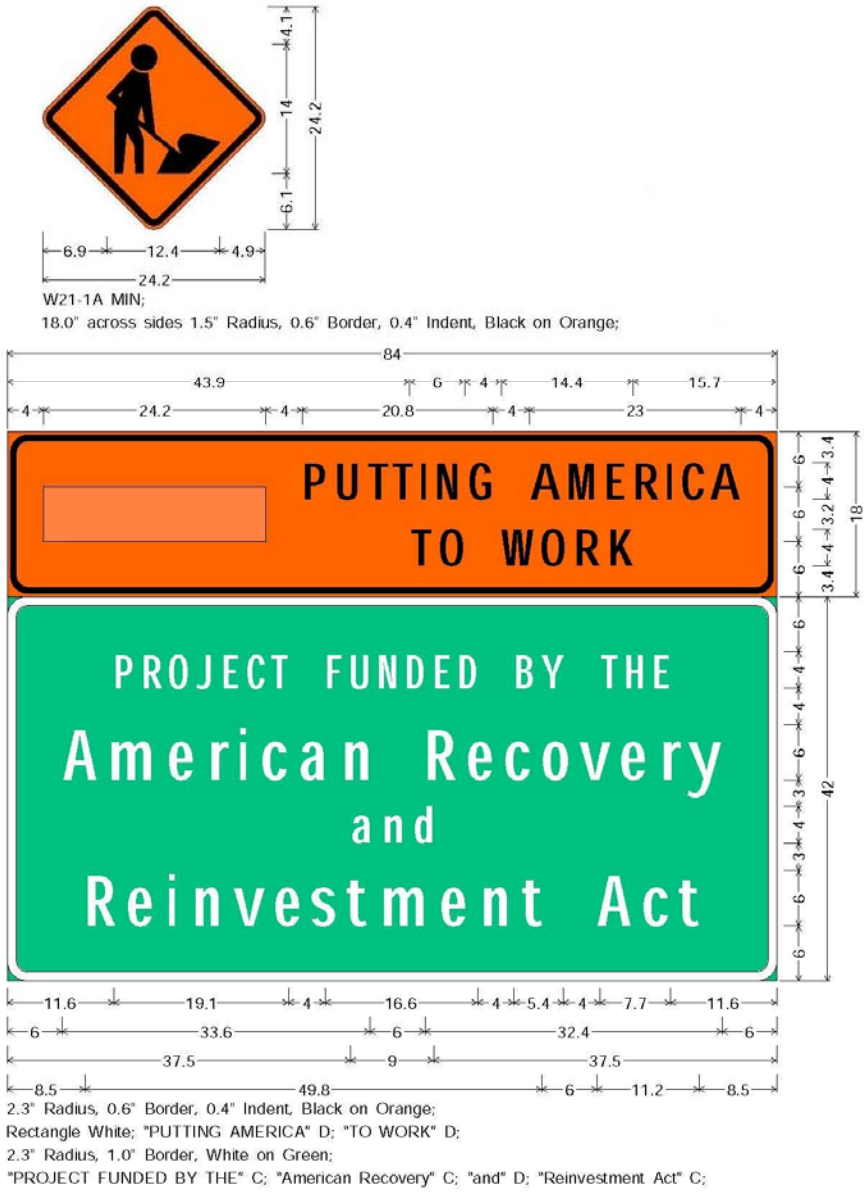 4.1
14
24.2
6.1
6.9 12.4 4.9
24.2
W21-1A MIN;
18.0" across sides 1.5" Radius, 0.6" Border, 0.4" Indent, Black on Orange;
84
43.9 6 4 14.4 15.7
4 24.2 4 20.8 4 23 4
PUTTING AMERICA
TO WORK
6 6 6
3.4 4 3.2 4 3.4
18
PROJECT FUNDED BY THE
American Recovery
and
Reinvestment Act
6 4 4 6 3 4 3 6 6
42
11.6 19.1 4 16.6 4 5.4 4 7.7 11.6
6 33.6 6 32.4 6
37.5 9 37.5
8.5 49.8 6 11.2 8.5
2.3" Radius, 0.6" Border, 0.4" Indent, Black on Orange;
Rectangle White; "PUTTING AMERICA" D; "TO WORK" D;
2.3" Radius, 1.0" Border, White on Green;
"PROJECT FUNDED BY THE" C; "American Recovery" C; "and" D; "Reinvestment Act" C;